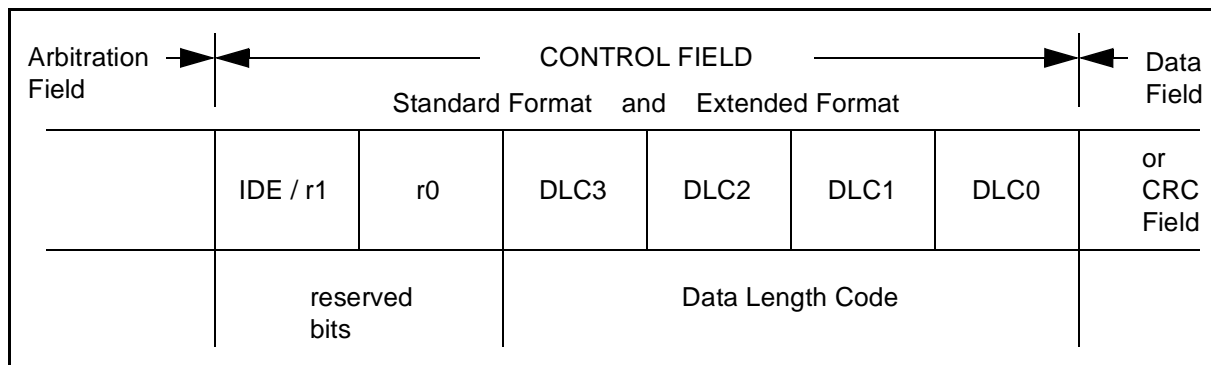 Arbitration
Field
CONTROL FIELD
Standard Format and Extended Format
Data
Field
IDE / r1
r0
DLC3
DLC2
DLC1
DLC0
or
CRC
Field
reserved
bits
Data Length Code